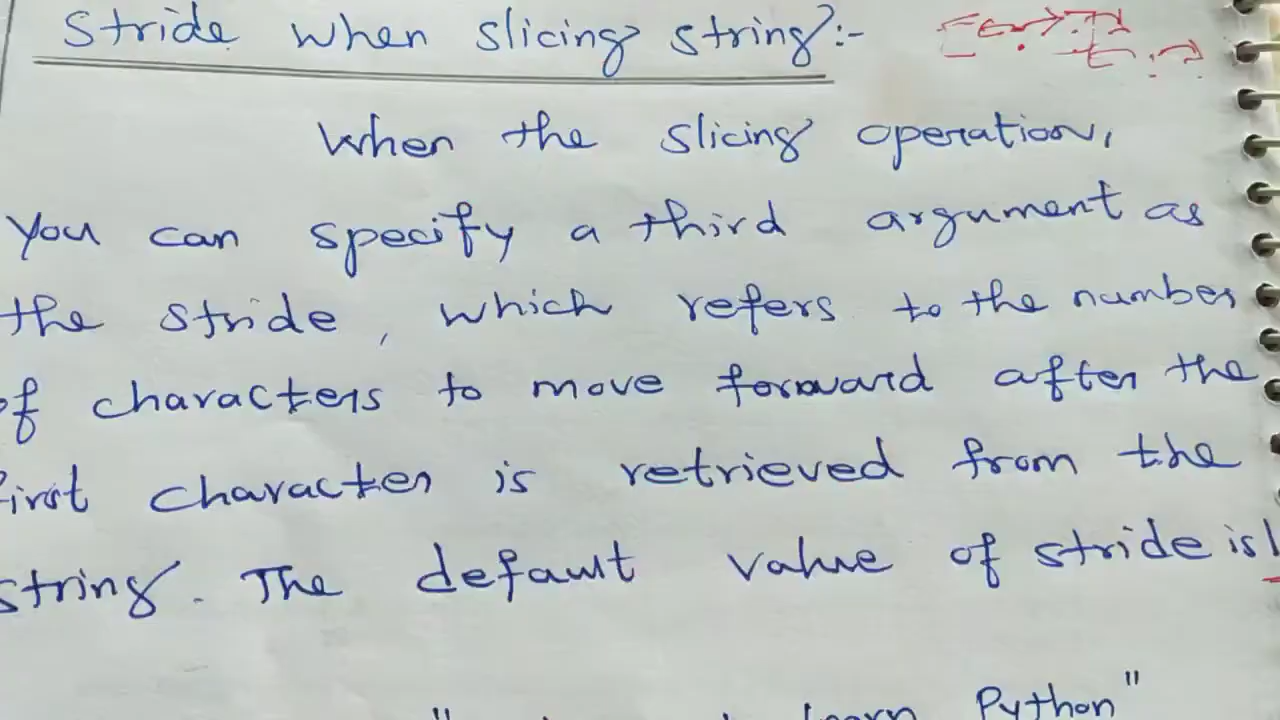 Stride when slicing string:-
When the slicing operation,
You can specify a third argument as
the stride, which refers to the number
of characters to move forward after the
first character is retrieved from the
string. The default value of stride is 1
learn Python"